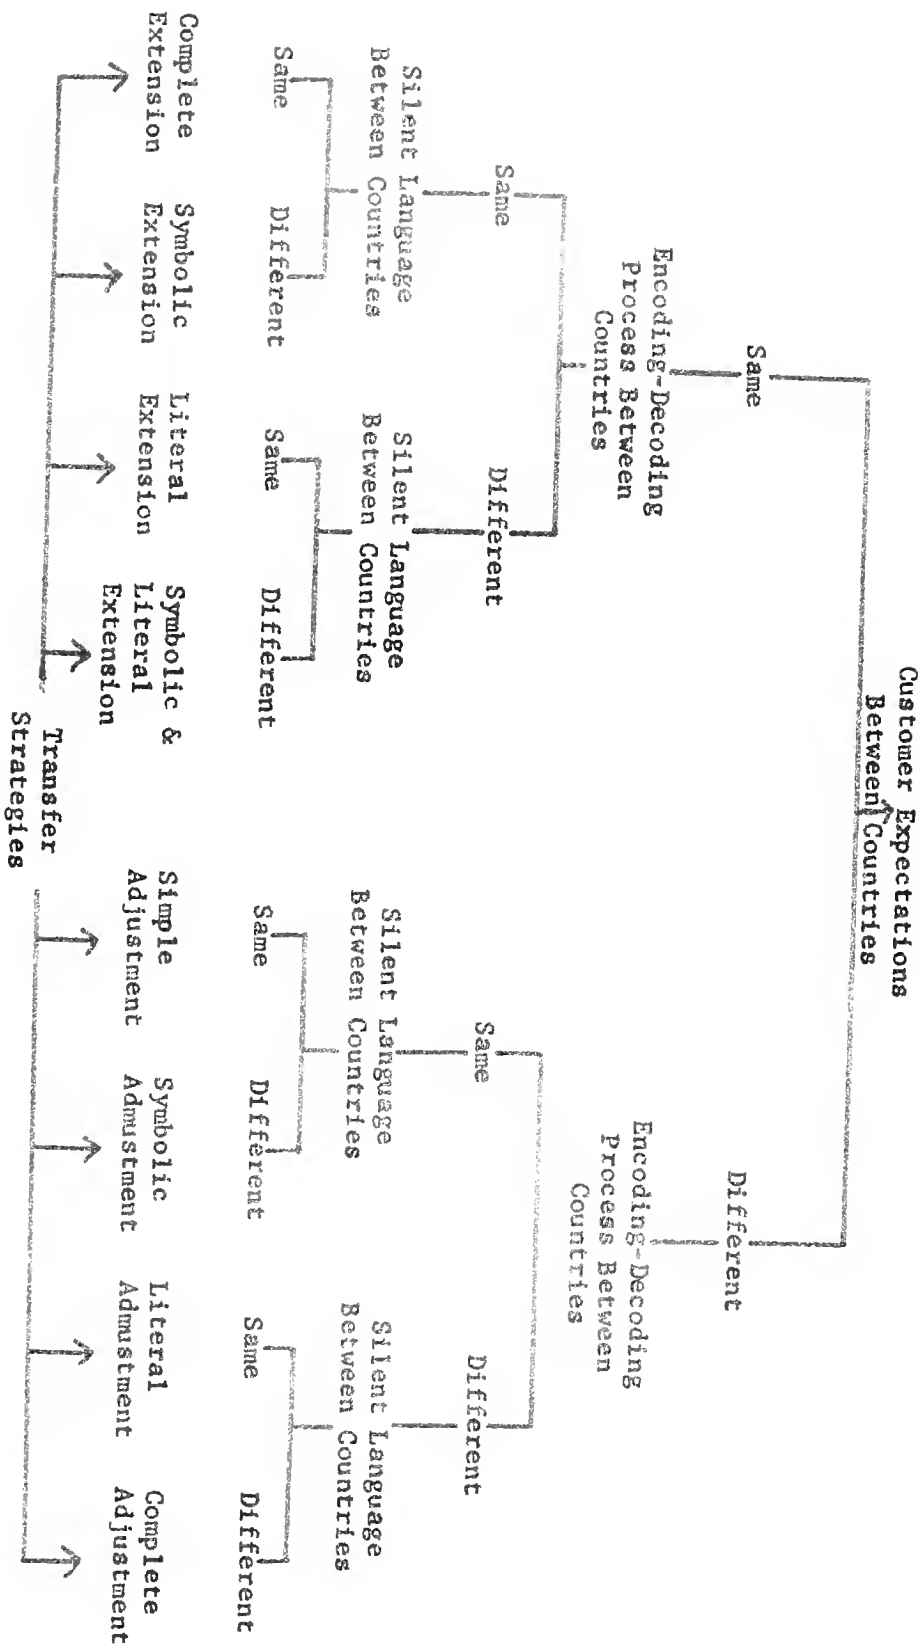 Customer Expectations
Between Countries
Same
Different
Encoding-Decoding
Process Between
Countries
Encoding-Decoding
Process Between
Countries
Same
Different
Same
Different
Silent Language
Between Countries
Silent Language
Between Countries
Silent Language
Between Countries
Silent Language
Between Countries
Same
Different
Same
Different
Same
Different
Same
Different
Complete
Extension
Symbolic
Extension
Literal
Extension
Symbolic &
Literal
Extension
Simple
Adjustment
Symbolic
Admustment
Literal
Admustment
Complete
Adjustment
Transfer
Strategies